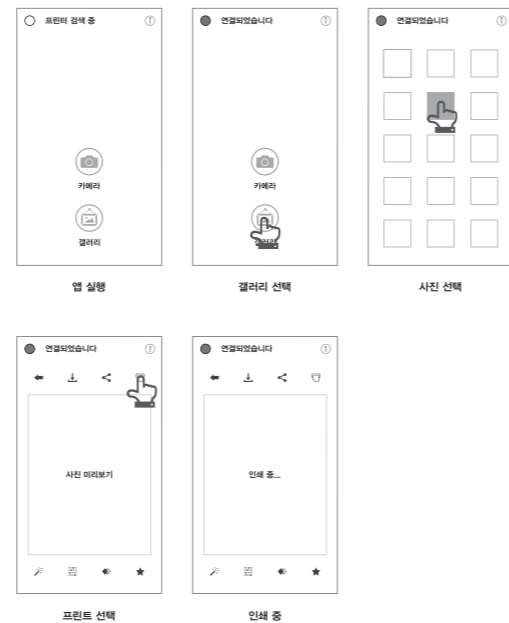 프린터 검색 중
카메라
갤러리
앱 실행
연결되었습니다
카메라
갤러리 선택
연결되었습니다
사진 선택
연결되었습니다
사진 미리보기
프린트 선택
연결되었습니다
인쇄 중...
인쇄 중